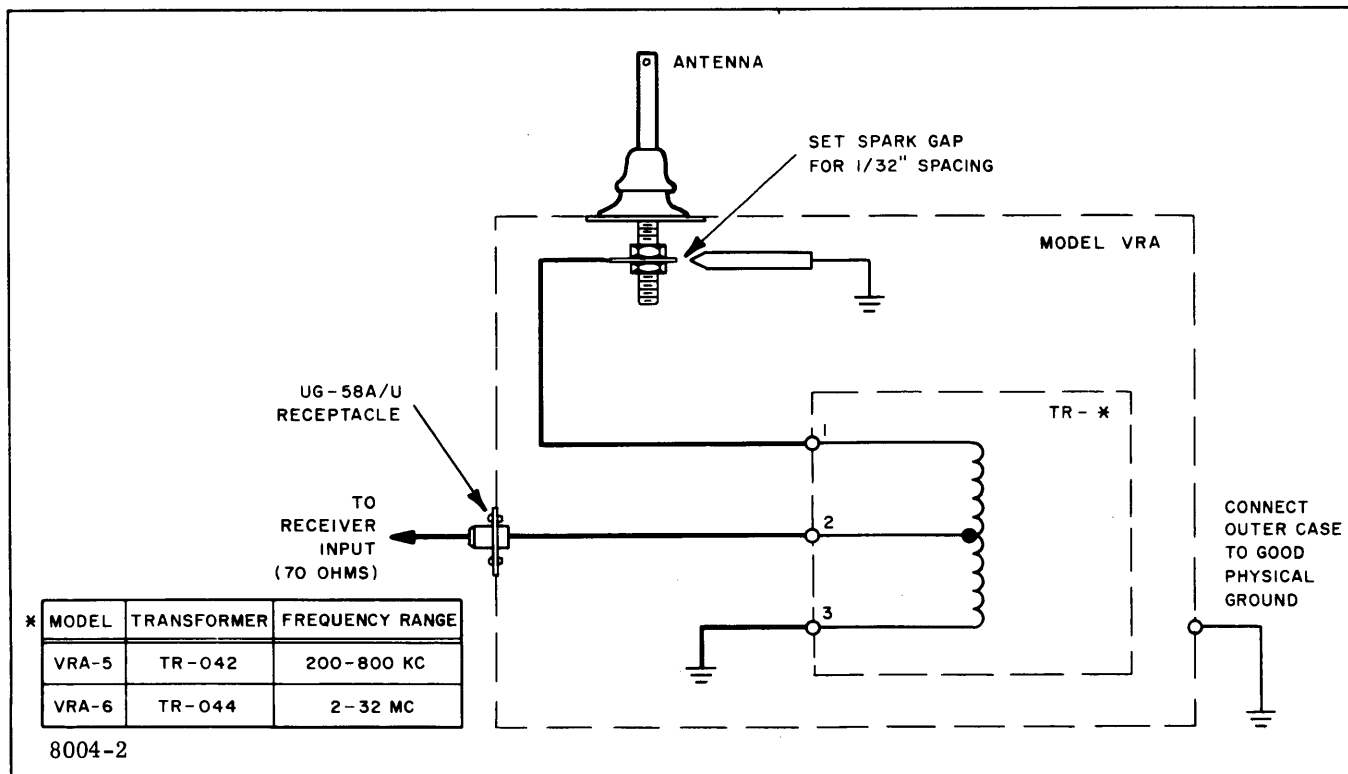 ANTENNA
SET SPARK GAP
FOR 1/32" SPACING
MODEL VRA
UG-58A/U
RECEPTACLE
TR- *
1
TO
RECEIVER
INPUT
(70 OHMS)
2
3
CONNECT
OUTER CASE
TO GOOD
PHYSICAL
GROUND
* MODEL TRANSFORMER FREQUENCY RANGE
VRA-5 TR-042 200-800 KC
VRA-6 TR-044 2-32 MC
8004-2